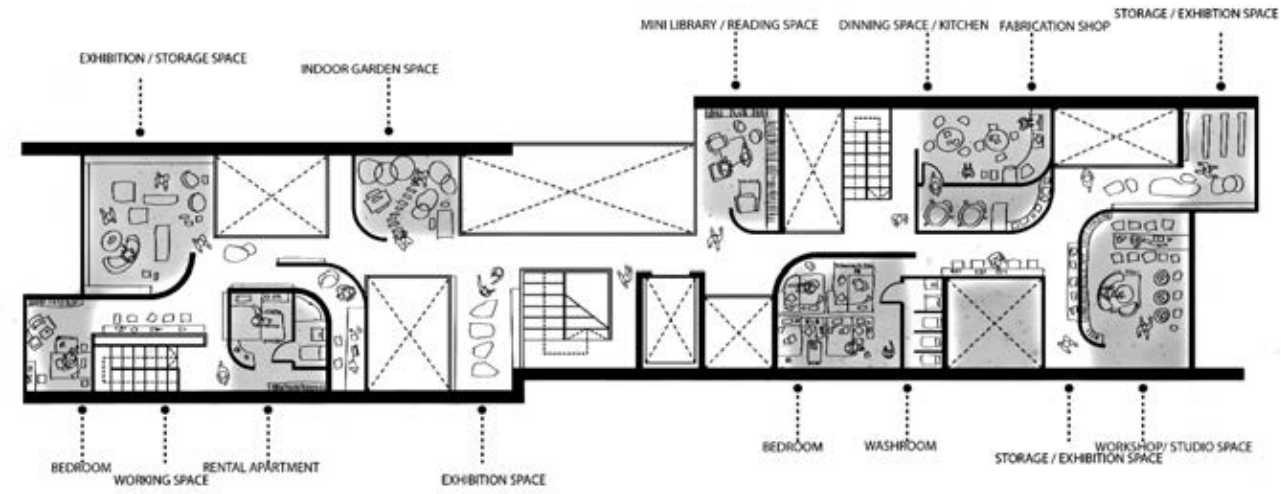 STORAGE / EXHIBTION SPACE
MINI LIBRARY / READING SPACE
DINNING SPACE / KITCHEN
FABRICATION SHOP
EXHIBITION / STORAGE SPACE
INDOOR GARDEN SPACE
BEDROOM
WORKING SPACE
RENTAL APARTMENT
EXHIBITION SPACE
BEDROOM
WASHROOM
STORAGE / EXHIBITION SPACE
WORKSHOP/ STUDIO SPACE